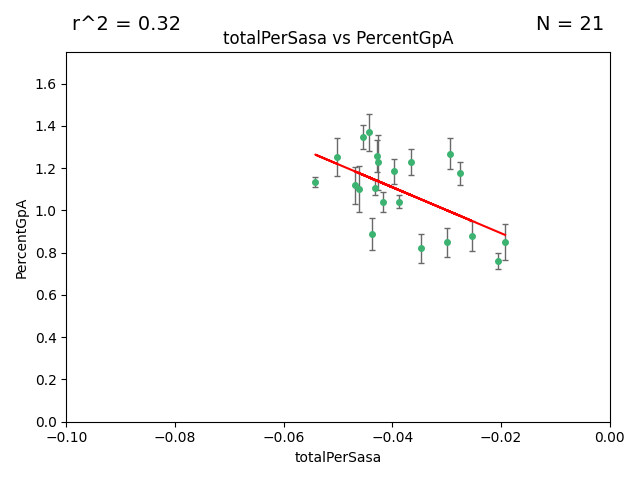 r^2 = 0.32
N = 21
totalPerSasa vs PercentGpA
PercentGpA
1.6
1.4
1.2
1.0
0.8
0.6
0.4
0.2
0.0
−0.10 −0.08 −0.06 −0.04 −0.02 0.00
totalPerSasa